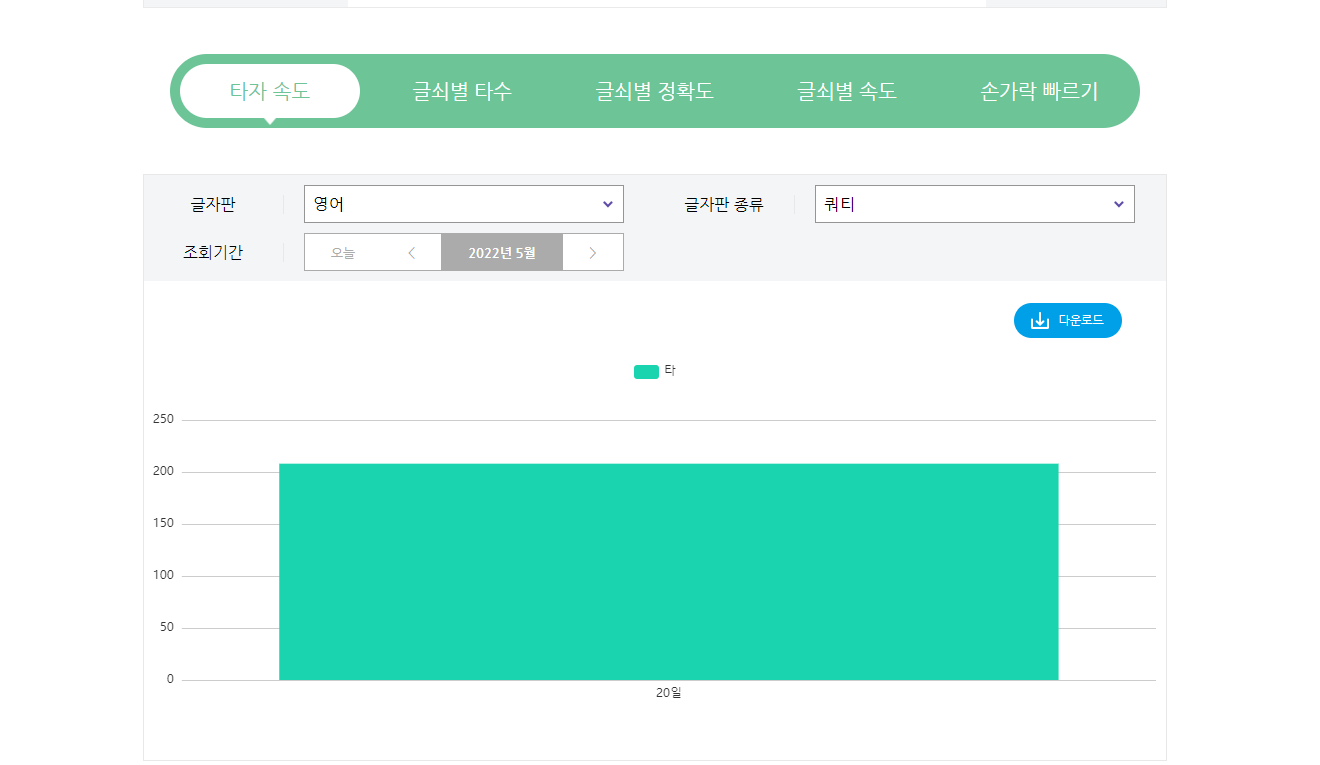 타자 속도 글쇠별 타수 글쇠별 정확도 글쇠별 속도 손가락 빠르기
글자판 영어 글자판 종류 쿼티
조회기간 오늘 2022년 5월
다운로드
타
250
200
150
100
50
0
20일